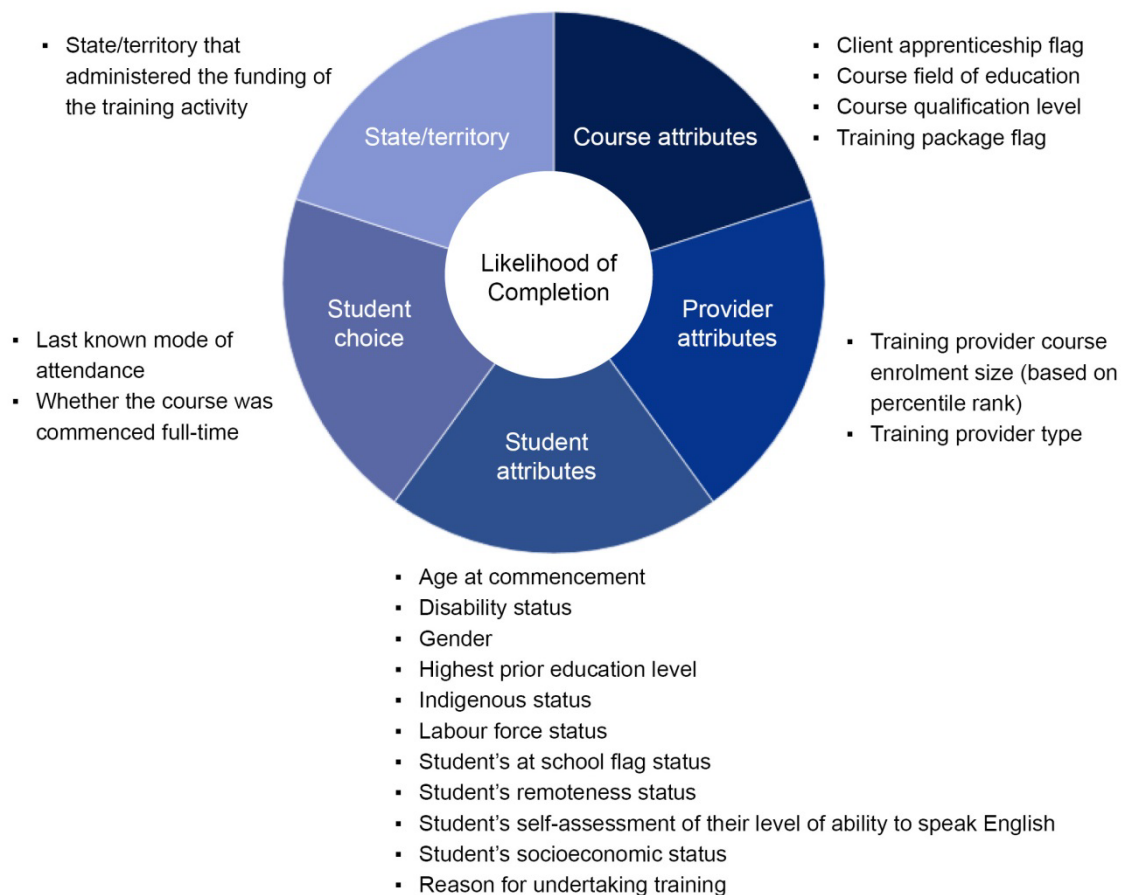 ▪ State/territory that
administered the funding of
the training activity
▪ Client apprenticeship flag
▪ Course field of education
▪ Course qualification level
▪ Training package flag
State/territory
Course attributes
Likelihood of
Completion
Student
choice
Provider
attributes
Student
attributes
▪ Last known mode of
attendance
▪ Whether the course was
commenced full-time
▪ Training provider course
enrolment size (based on
percentile rank)
▪ Training provider type
▪ Age at commencement
▪ Disability status
▪ Gender
▪ Highest prior education level
▪ Indigenous status
▪ Labour force status
▪ Student’s at school flag status
▪ Student’s remoteness status
▪ Student’s self-assessment of their level of ability to speak English
▪ Student’s socioeconomic status
▪ Reason for undertaking training